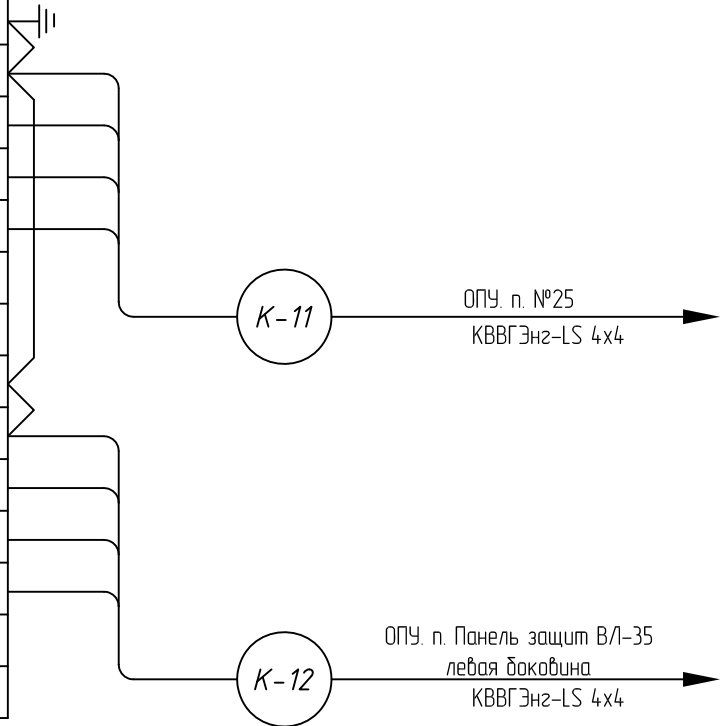 ОПУ. п. №25
К-11
КВВГЭнг-LS 4х4
ОПУ. п. Панель защит ВЛ-35
левая боковина
К-12
КВВГЭнг-LS 4х4